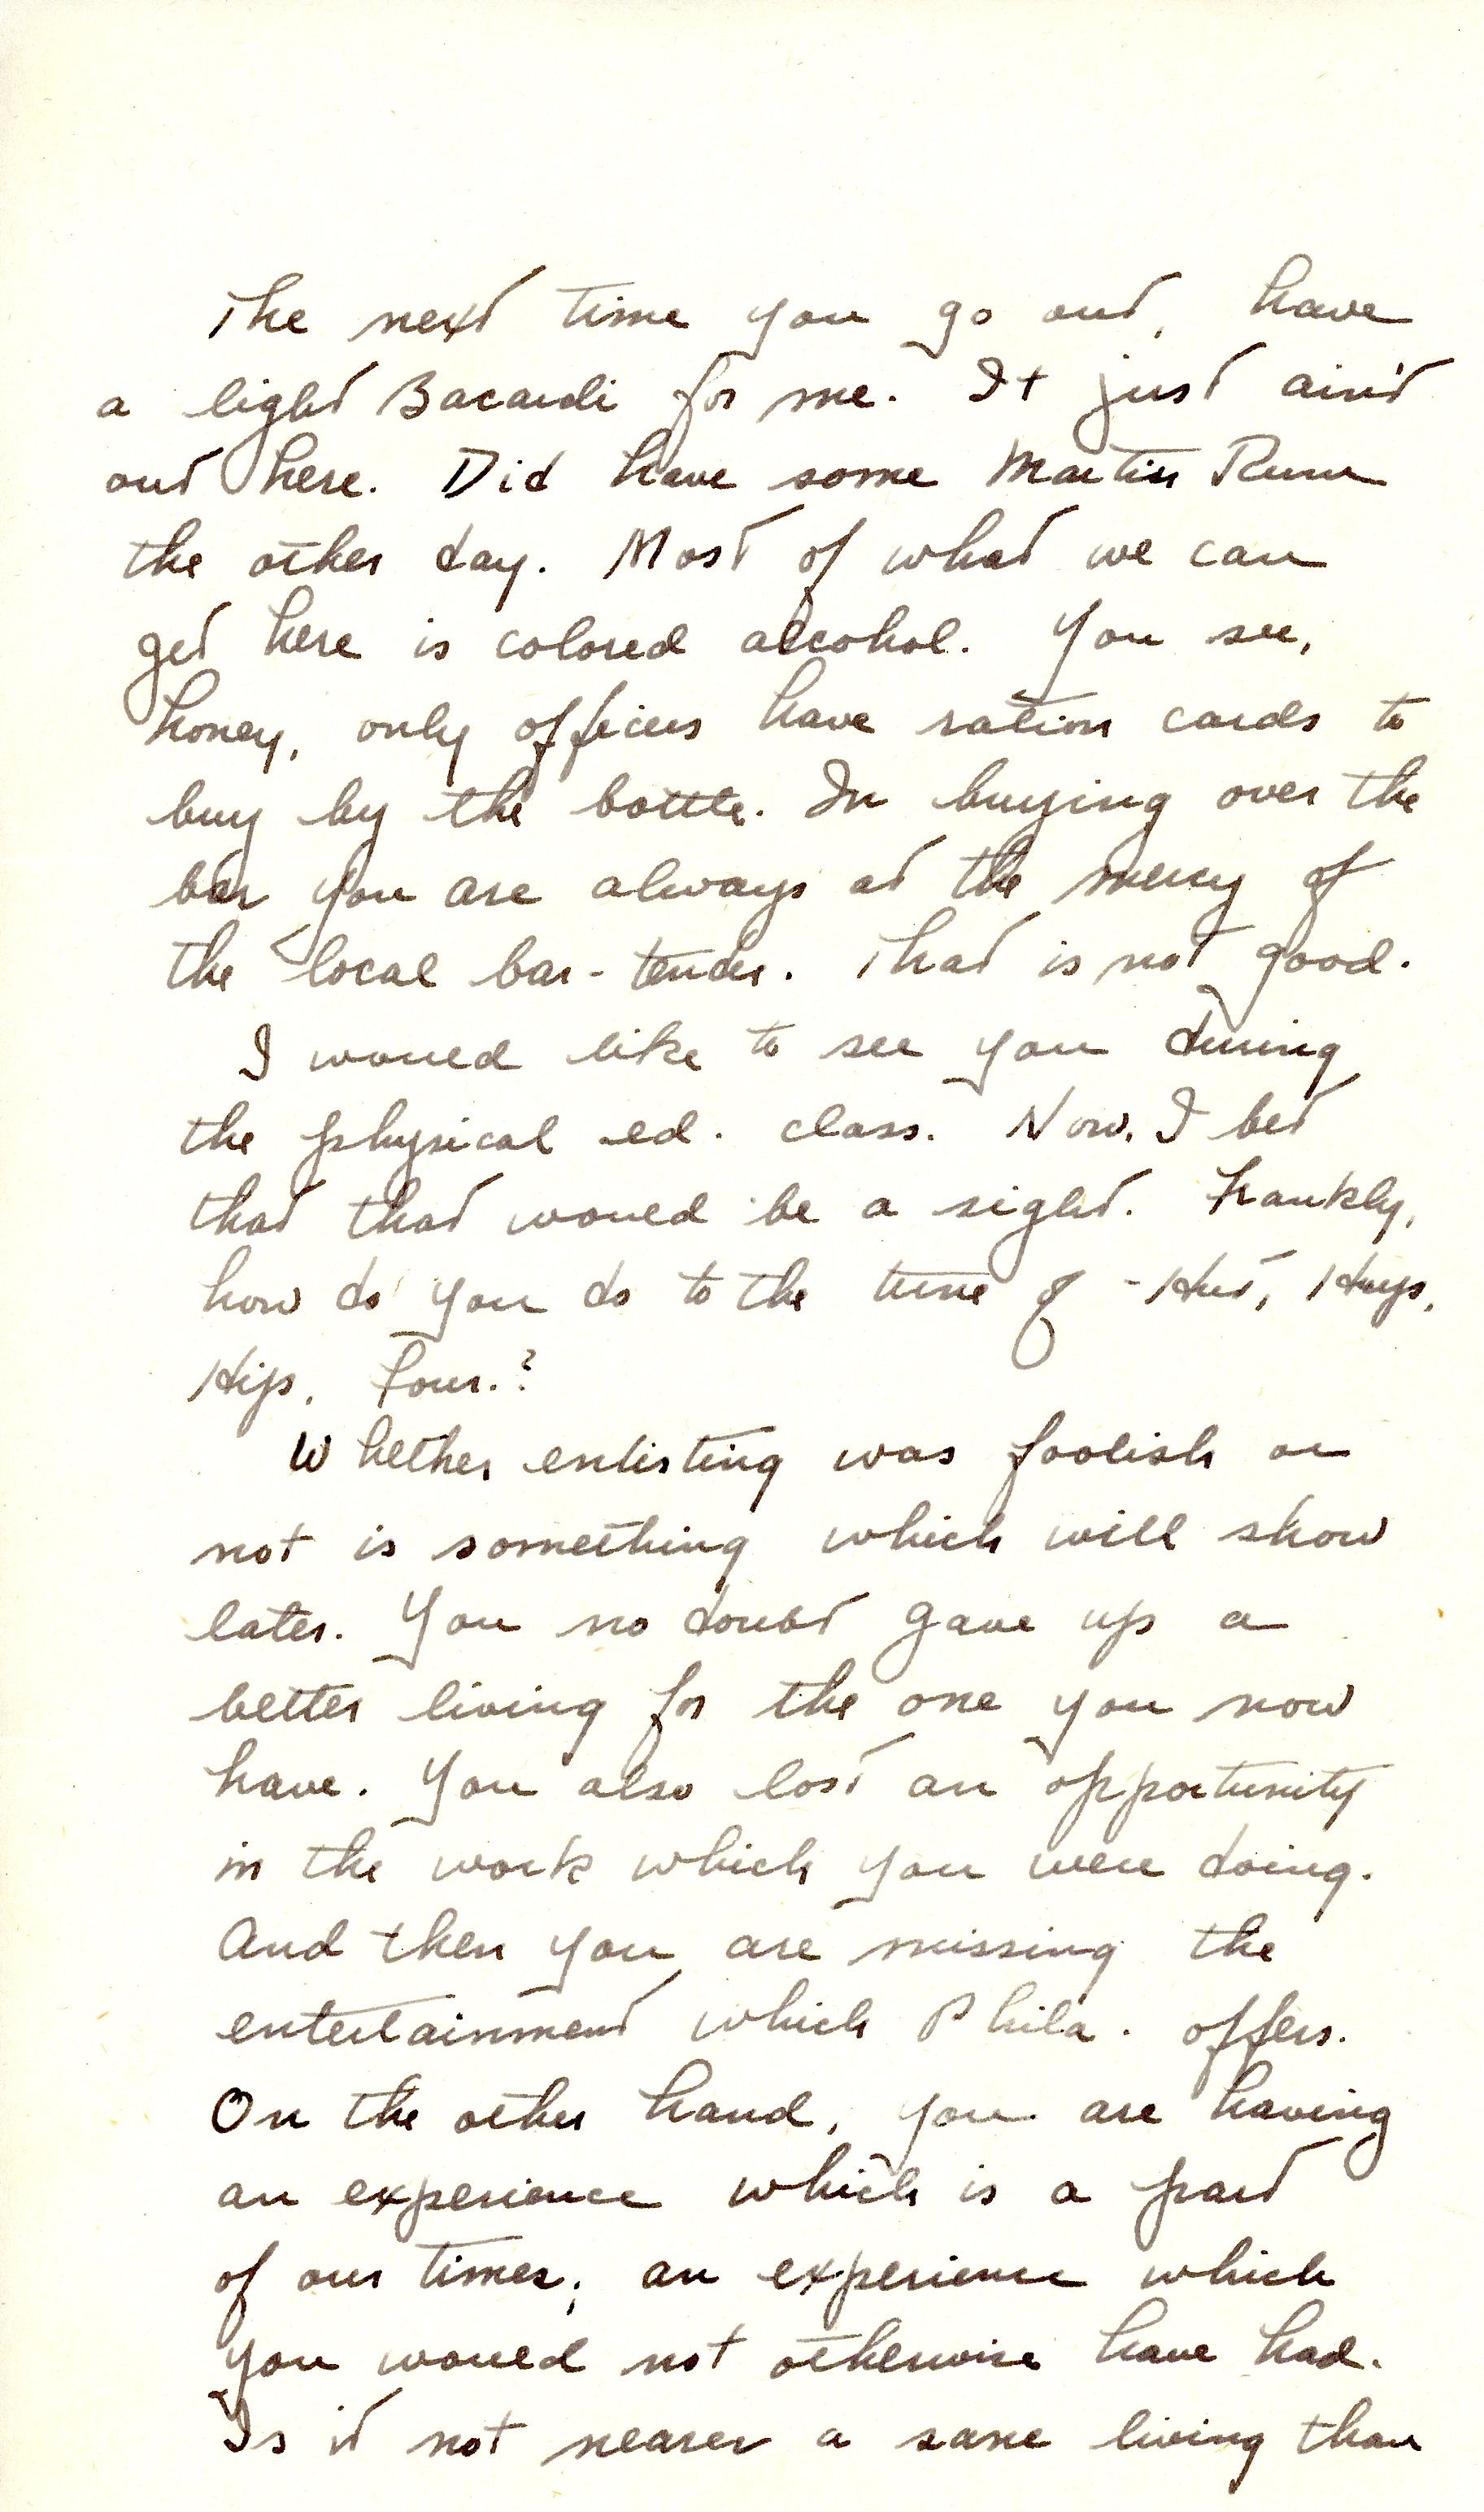 The next time you go out, have
a light Bacardi for me. It just ain't
out here. Did have some Martin Rum
the other day. Most of what we can
get here is colored alcohol. You see,
honey, only officers have ration cards to
buy by the bottle. In buying over the
bar you are always at the mercy of
the local bar-tender. That is not good.
I would like to see you during
the physical ed. class. Now, I bet
that that would be a sight. Frankly,
how do you do to the tune of - Hut, Hups,
Hip, Four.?
Whether enlisting was foolish or
not is something which will show
later. You no doubt gave up a
better living for the one you now
have. You also lost an opportunity
in the work which you were doing.
And then you are missing the
entertainment which Phila. offers.
On the other hand, you are having
an experience which is a part
of our times; an experience which
you would not otherwise have had.
Is it not nearer a sane living than